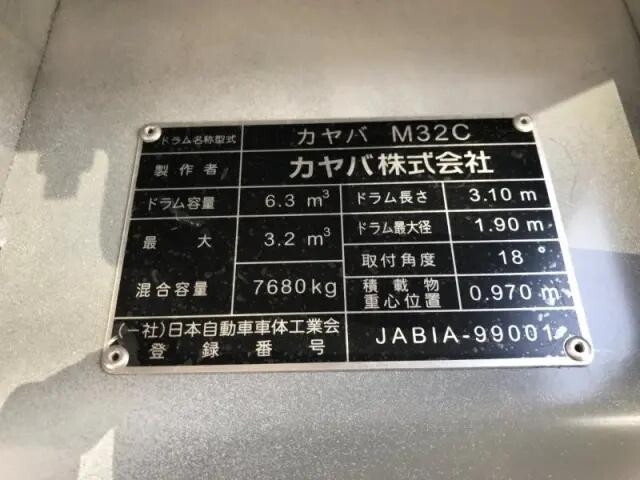 ドラム名称型式 カヤバ M32C
製作者 カヤバ株式会社
ドラム容量 6.3 m³ ドラム長さ 3.10 m
最大 3.2 m³ ドラム最大径 1.90 m
取付角度 18°
混合容量 7680kg 積載物重心位置 0.970 m
(一社)日本自動車車体工業会
登録番号 JABIA-99001